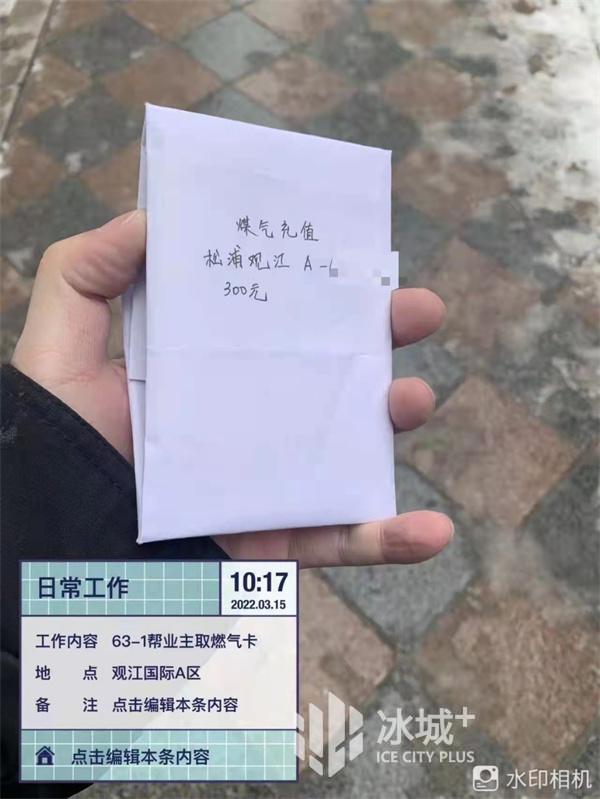 煤气充值
松浦观江 A-
300元
日常工作
10:17
2022.03.15
工作内容 63-1帮业主取燃气卡
地 点 观江国际A区
备 注 点击编辑本条内容
点击编辑本条内容
冰城+
ICE CITY PLUS
水印相机